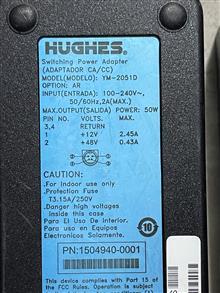 HUGHES
Switching Power Adapter
(ADAPTADOR CA/CC)
MODEL(MODELO): YM-2051D
OPTION: AR
INPUT(ENTRADA): 100-240V~,
50/60Hz,2A(MAX.)
MAX.OUTPUT(SALIDA) POWER: 50W
PIN NO. VOLTS. MAX.
3,4 RETURN
1 +12V 2.45A
2 +48V 0.43A
CAUTION:
-For Indoor use only
-Protection Fuse
T3.15A/250V
-Danger high voltages
inside this unit.
Para El Uso De Interior.
Para Uso En Equipos
Electronicos Solamente.
10
PN:1504940-0001
This device complies with Part 15 of
the FCC Rules. Operation is subject